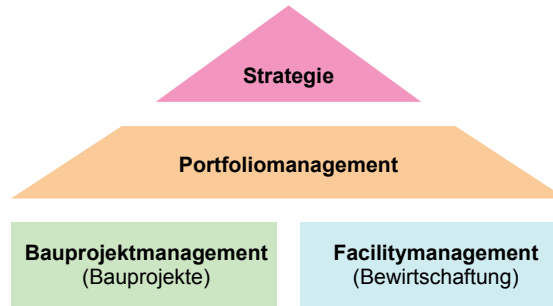 Strategie
Portfoliomanagement
Bauprojektmanagement
(Bauprojekte)
Facilitymanagement
(Bewirtschaftung)